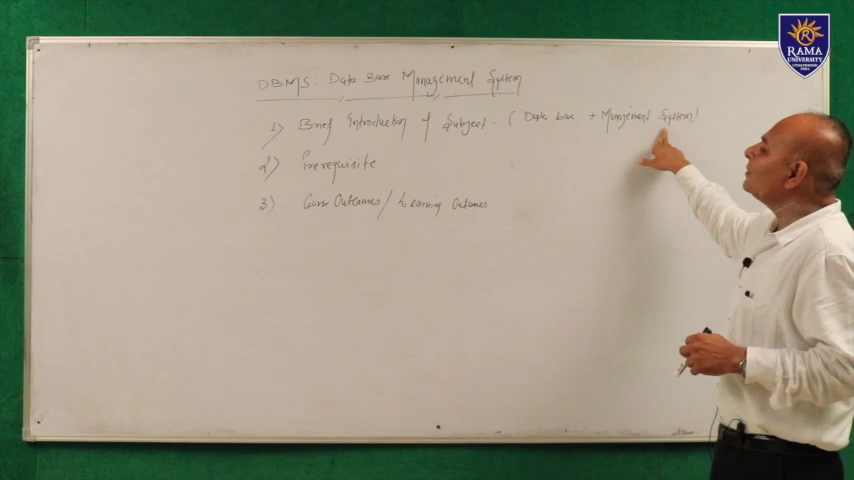 DBMS: Data Base Management System
1) Brief Introduction of Subject - (Data base + Management System)
2) Prerequisite
3) Course Outcomes / Learning Outcomes
RAMA
UNIVERSITY